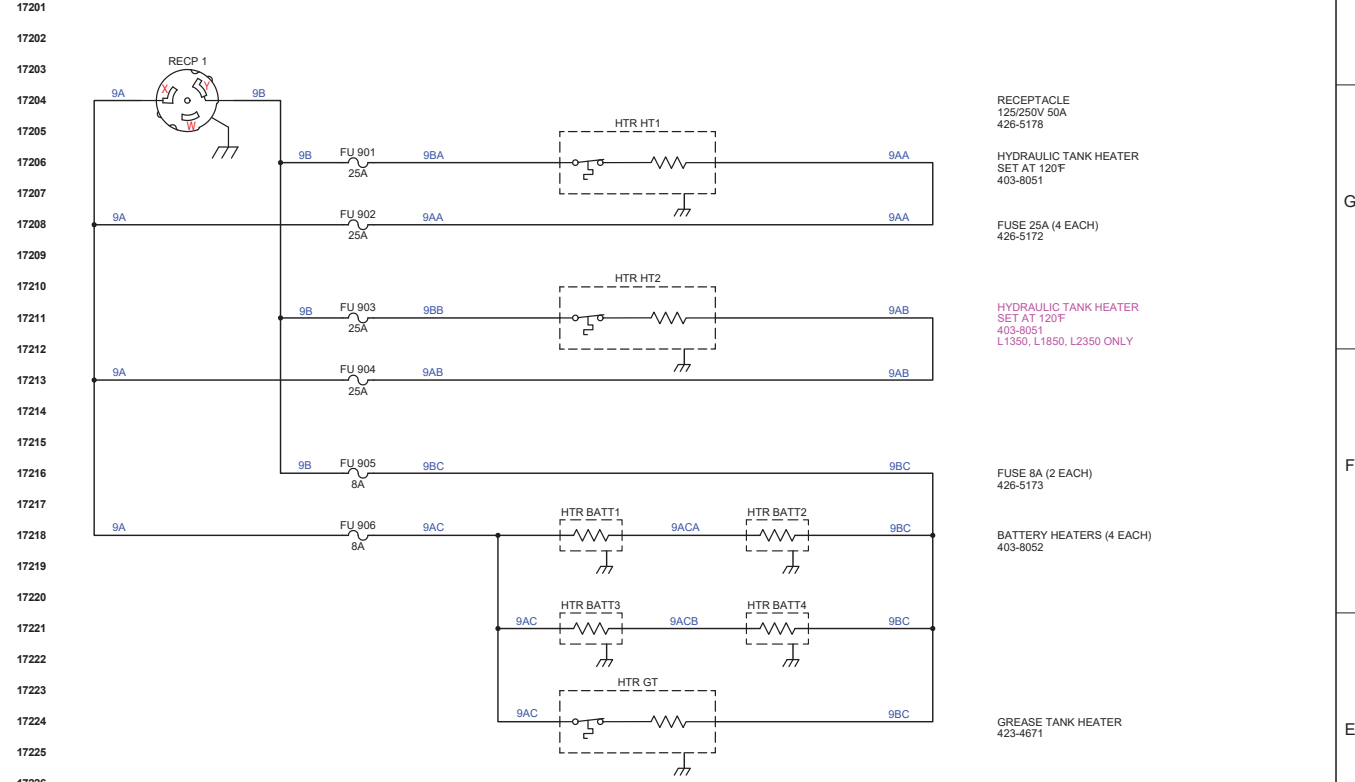 17201
17202
17203 RECP 1
X Y
17204 9A 9B RECEPTACLE
125/250V 50A
17205 W HTR HT1 426-5178
17206 9B FU 901 9BA 9AA HYDRAULIC TANK HEATER
25A SET AT 120°F
17207 403-8051
17208 9A FU 902 9AA 9AA FUSE 25A (4 EACH)
25A 426-5172
17209
17210 HTR HT2
17211 9B FU 903 9BB 9AB HYDRAULIC TANK HEATER
25A SET AT 120°F
403-8051
17212 L1350, L1850, L2350 ONLY
17213 9A FU 904 9AB 9AB
25A
17214
17215
17216 9B FU 905 9BC 9BC FUSE 8A (2 EACH)
8A 426-5173
17217 HTR BATT1 HTR BATT2
17218 9A FU 906 9AC 9ACA 9BC BATTERY HEATERS (4 EACH)
8A 403-8052
17219
17220 HTR BATT3 HTR BATT4
17221 9AC 9ACB 9BC
17222
17223 HTR GT
17224 9AC 9BC GREASE TANK HEATER
423-4671
17225
G
F
E